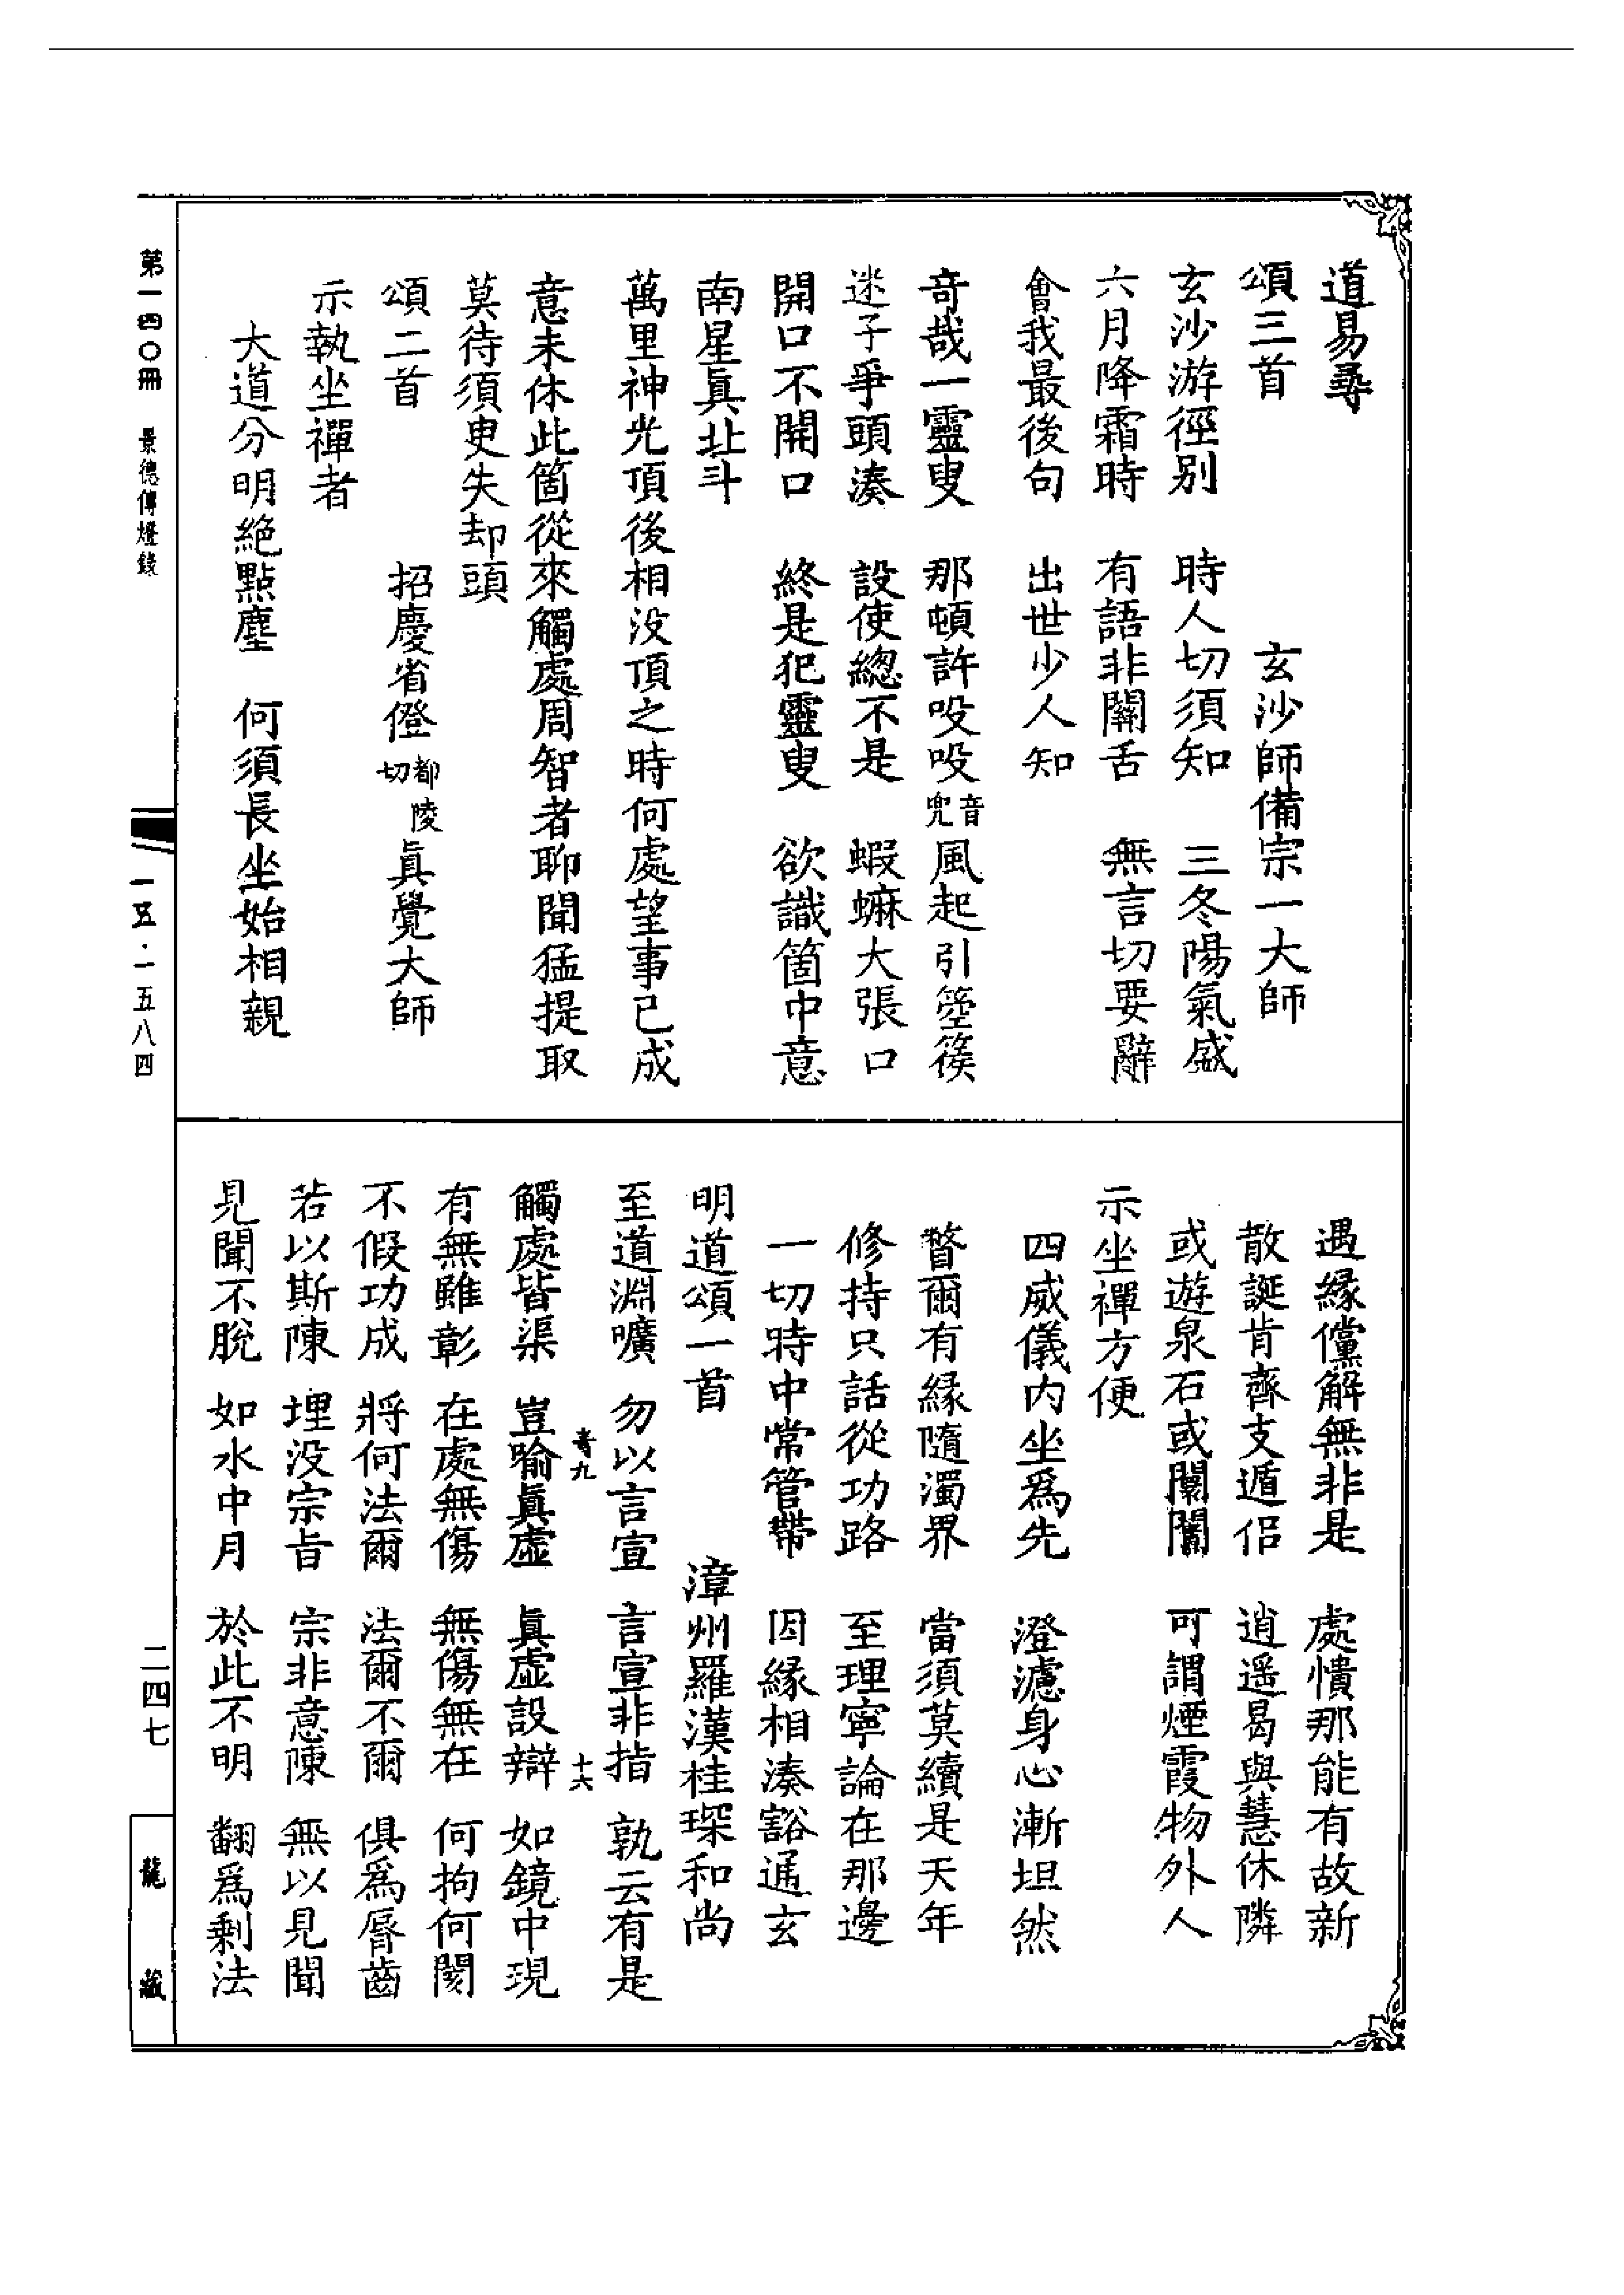 道易尋
頌三首　玄沙師備宗一大師
玄沙游徑别　時人切須知　三冬陽氣盛
六月降霜時　有語非關舌　無言切要辭
會我最後句　出世少人知
奇哉一靈叟　那頓許吺吺音兜風起引箜篌
迷子爭頭湊　設使總不是　蝦蟆大張口
開口不開口　終是犯靈叟　欲識箇中意
南星真北斗
萬里神光頂後相没頂之時何處望事已成
意未休此箇從來觸處周智者聊聞猛提取
莫待須臾失却頭
頌二首　招慶省僜都陵切真覺大師
示執坐禪者
大道分明絶點塵　何須長坐始相親
遇緣儻解無非是　處憒那能有故新
散誕肯齊支遁侣　逍遥曷與慧休隣
或遊泉石或闤闠　可謂煙霞物外人
示坐禪方便
四威儀内坐爲先　澄濾身心漸坦然
瞥爾有緣隨濁界　當須莫續是天年
修持只話從功路　至理寧論在那邊
一切時中常管帶　因緣相湊豁通玄
明道頌一首　漳州羅漢桂琛和尚
至道淵曠　勿以言宣　言宣非指　孰云有是
觸處皆渠　豈喻真虚　真虚設辯　如鏡中現
有無雖彰　在處無傷　無傷無在　何拘何閡
不假功成　將何法爾　法爾不爾　俱爲脣齒
若以斯陳　埋没宗旨　宗非意陳　無以見聞
見聞不脫　如水中月　於此不明　翻爲剩法
青九
十六
第一四〇冊　景德傳燈錄
一五·一五八四
二四七
龍藏